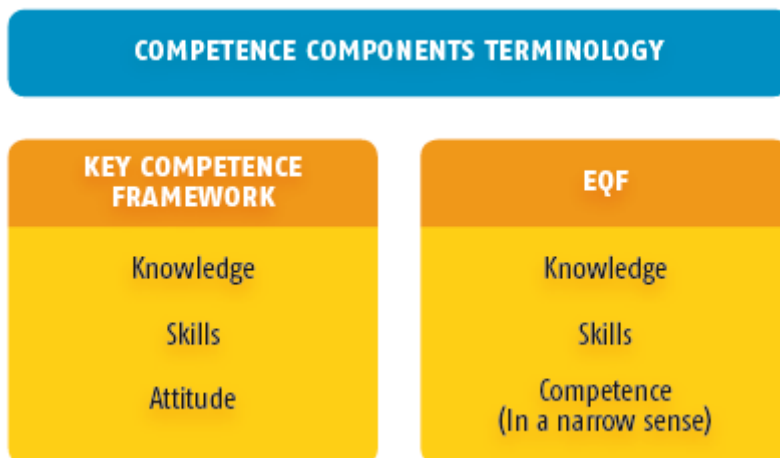 COMPETENCE COMPONENTS TERMINOLOGY
KEY COMPETENCE
FRAMEWORK
Knowledge
Skills
Attitude
EQF
Knowledge
Skills
Competence
(In a narrow sense)